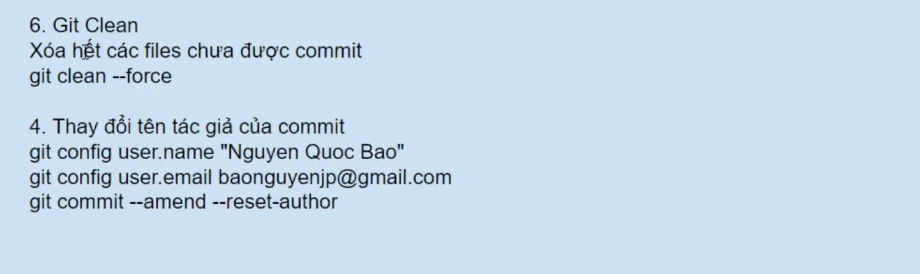 6. Git Clean
Xóa hết các files chưa được commit
git clean --force
4. Thay đổi tên tác giả của commit
git config user.name "Nguyen Quoc Bao"
git config user.email baonguyenjp@gmail.com
git commit --amend --reset-author